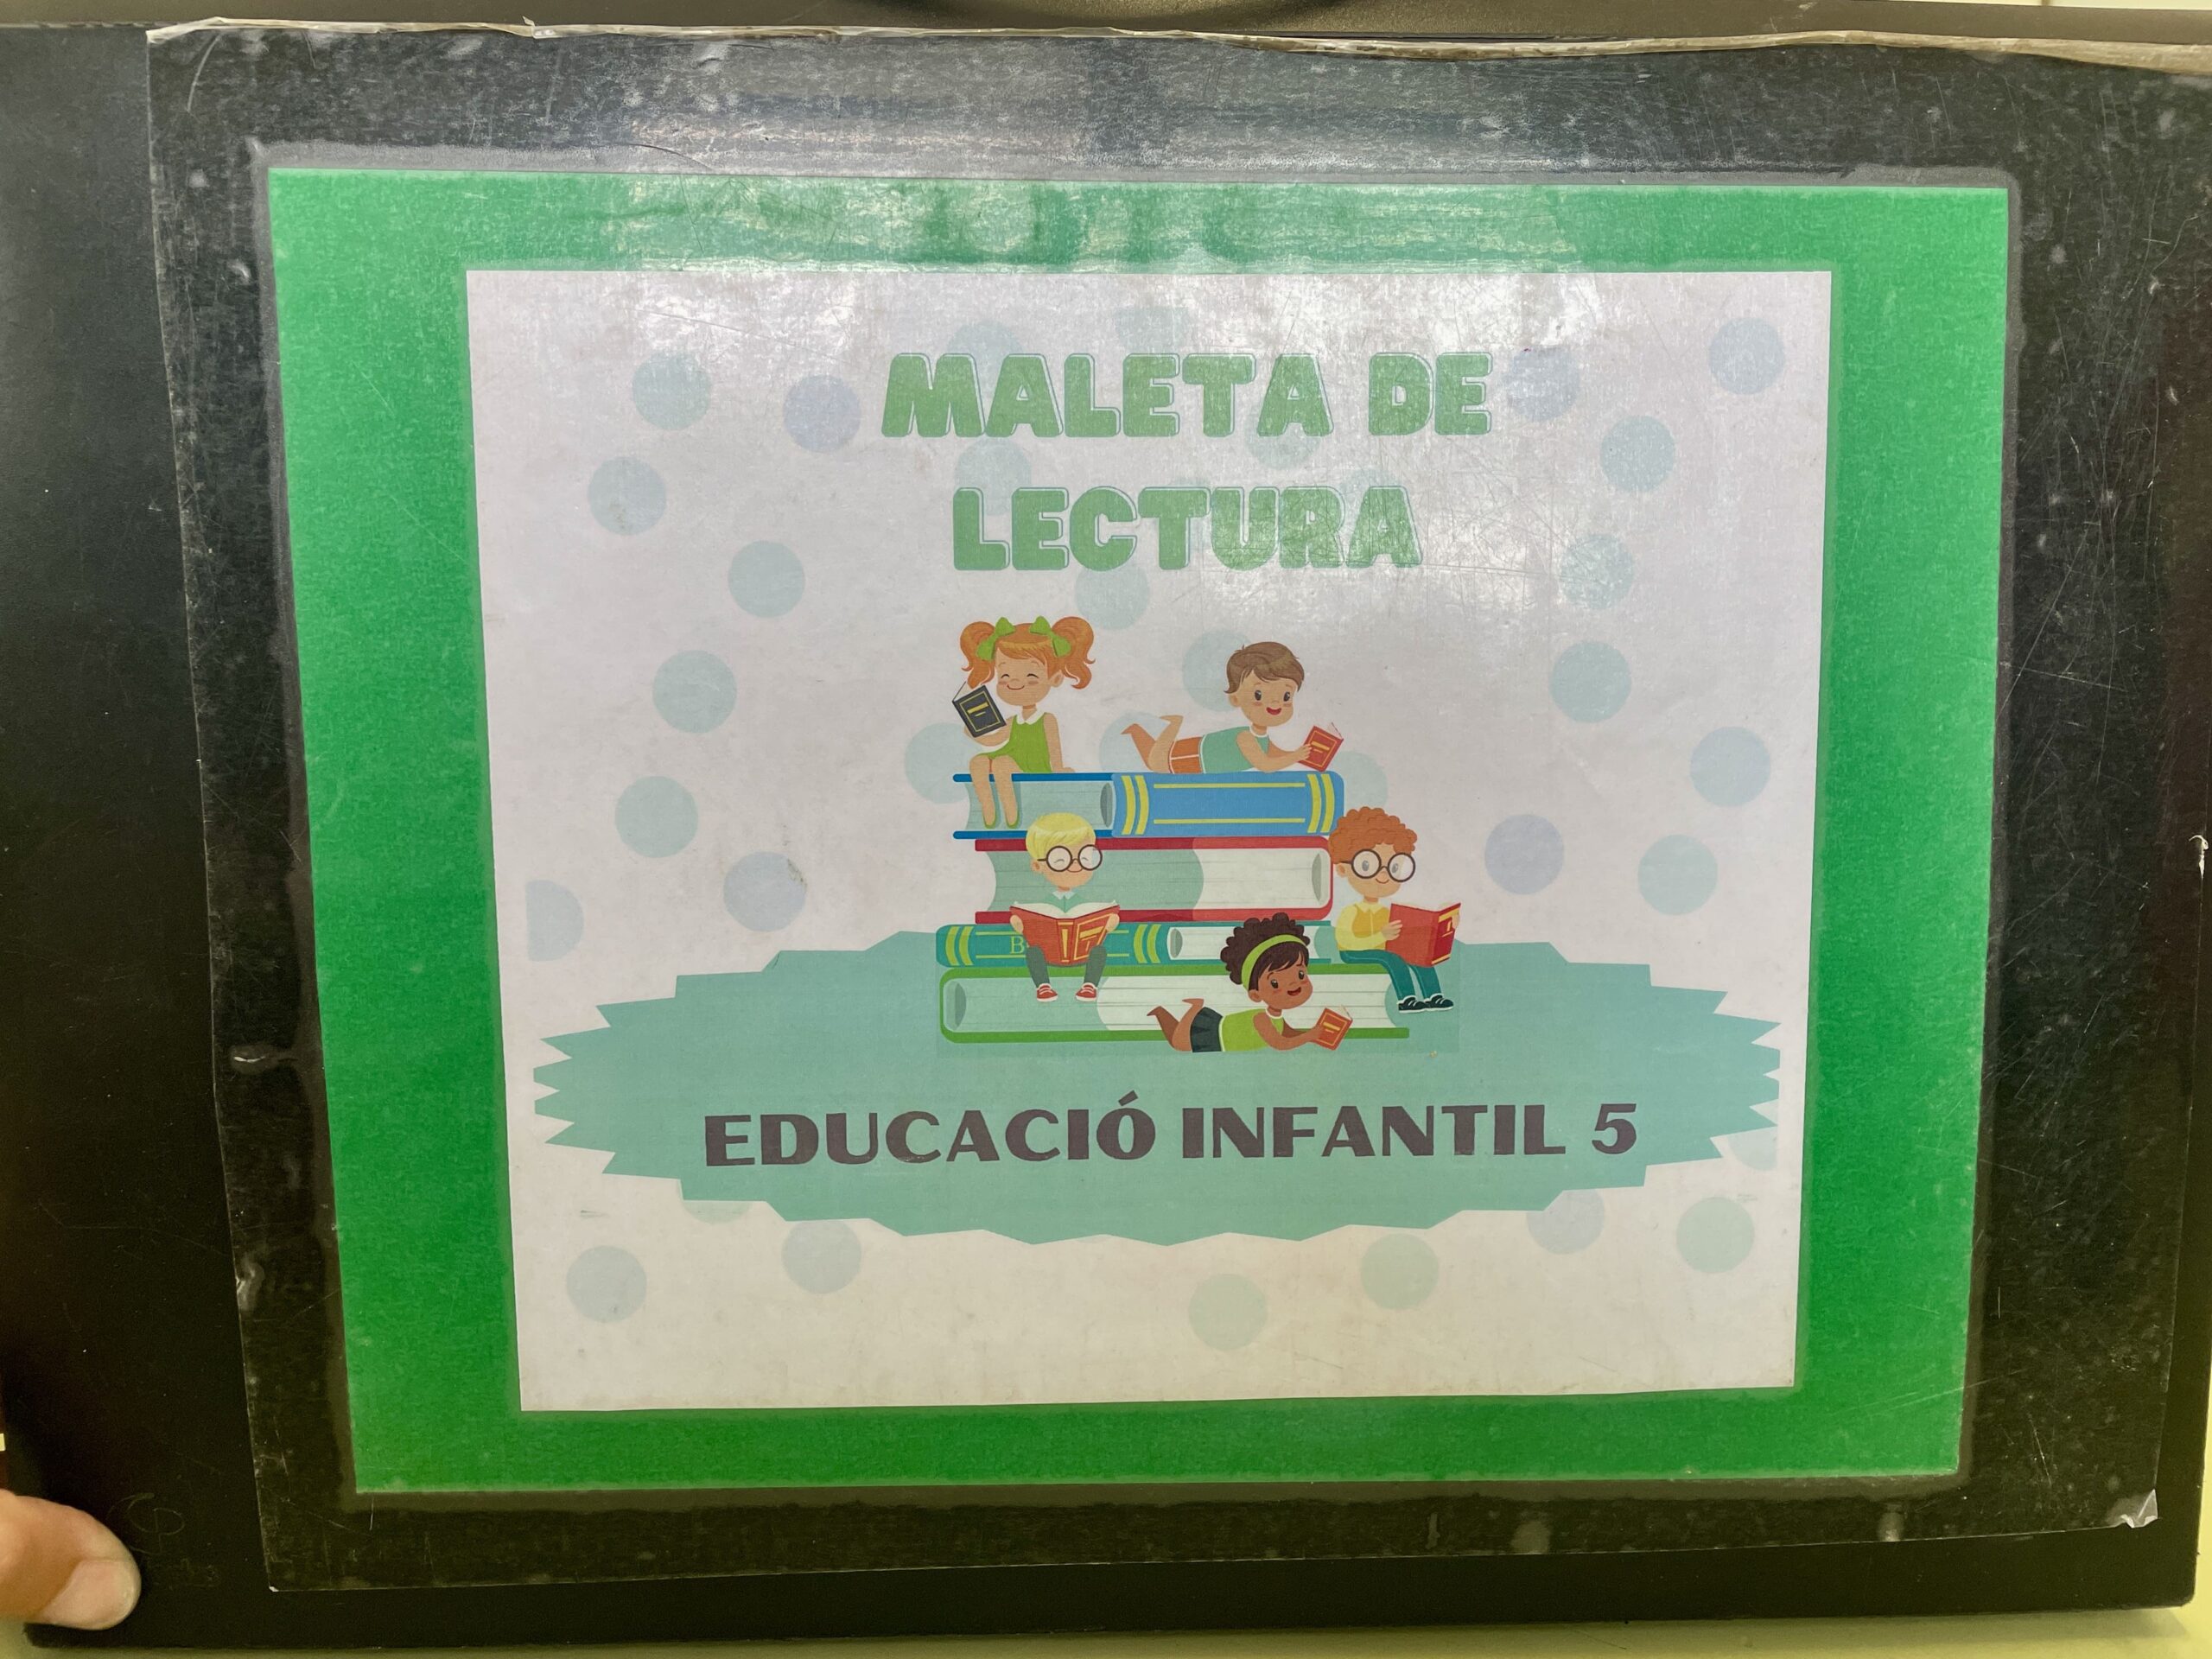 MALETA DE
LECTURA
EDUCACIÓ INFANTIL 5